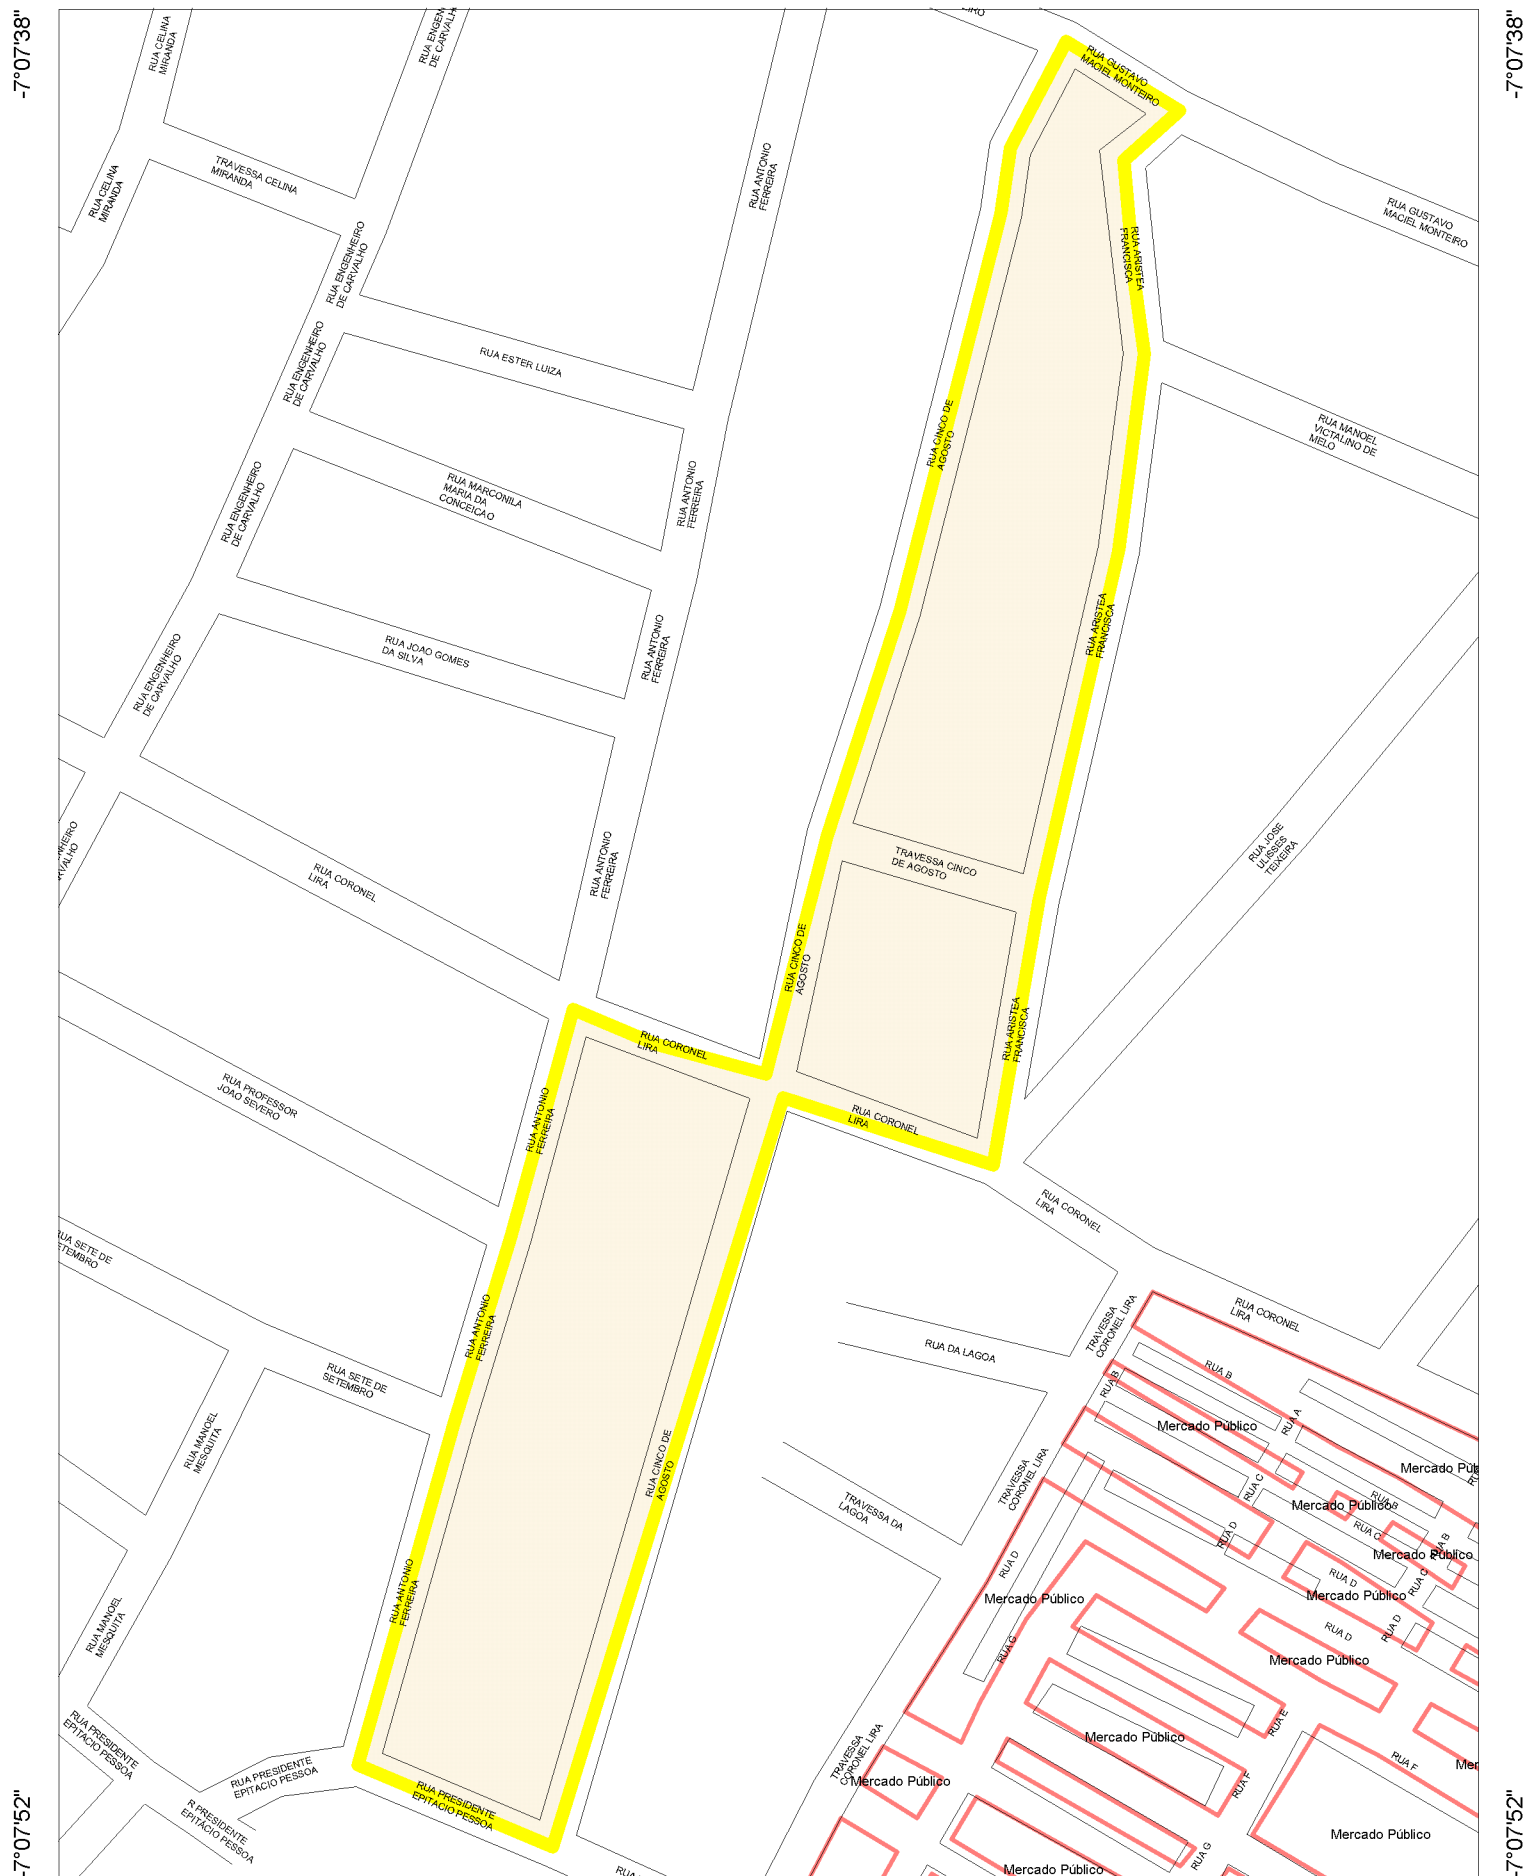 -7°07'38"
-7°07'38"
RUA CELINA
MIRANDA
RUA GUSTAVO
MACIEL MONTEIRO
RUA CELINA
MIRANDA
TRAVESSA CELINA
MIRANDA
RUA ANTONIO
FERREIRA
RUA GUSTAVO
MACIEL MONTEIRO
RUA ENGENHEIRO
DE CARVALHO
RUA ARISTEA
FRANCISCA
RUA ENGENHEIRO
DE CARVALHO
RUA ESTER LUIZA
RUA CINCO DE
AGOSTO
RUA MANOEL
VICTALINO DE
MELO
RUA ENGENHEIRO
DE CARVALHO
RUA MARCONILA
MARIA DA
CONCEICAO
RUA ANTONIO
FERREIRA
RUA ENGENHEIRO
DE CARVALHO
RUA JOAO GOMES
DA SILVA
RUA ANTONIO
FERREIRA
RUA ARISTEA
FRANCISCA
RUA CORONEL
LIRA
RUA ANTONIO
FERREIRA
TRAVESSA CINCO
DE AGOSTO
RUA JOSE
ULISSES
TEIXEIRA
RUA CINCO DE
AGOSTO
RUA CORONEL
LIRA
RUA ARISTEA
FRANCISCA
RUA PROFESSOR
JOAO SEVERO
RUA ANTONIO
FERREIRA
RUA CORONEL
LIRA
RUA CORONEL
LIRA
RUA SETE DE
SETEMBRO
RUA ANTONIO
FERREIRA
RUA DA LAGOA
TRAVESSA
CORONEL LIRA
RUA CORONEL
LIRA
RUA B
RUA B
RUA A
Mercado Público
RUA MANOEL
MESQUITA
RUA CINCO DE
AGOSTO
TRAVESSA
CORONEL LIRA
TRAVESSA DA
LAGOA
RUA C
Mercado Público
RUA B
RUA C
RUA D
RUA D
Mercado Público
RUA D
RUA C
Mercado Público
Mercado Público
RUA ANTONIO
FERREIRA
RUA MANOEL
MESQUITA
RUA D
RUA D
RUA G
Mercado Público
RUA E
Mercado Público
RUA PRESIDENTE
EPITACIO PESSOA
RUA PRESIDENTE
EPITACIO PESSOA
RUA PRESIDENTE
EPITACIO PESSOA
R PRESIDENTE
EPITACIO PESSOA
TRAVESSA
CORONEL LIRA
Mercado Público
RUA F
RUA F
RUA G
Mercado Público
Mercado Público
-7°07'52"
-7°07'52"